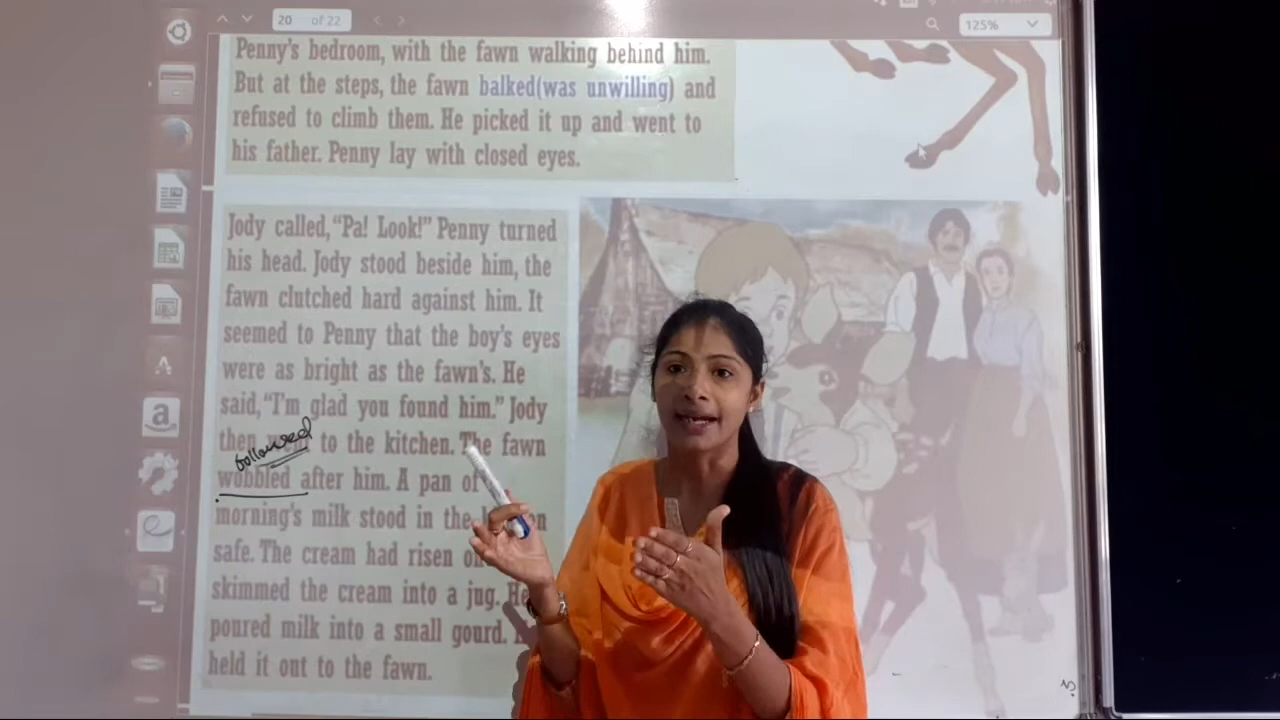 20 of 22
125%
Penny's bedroom, with the fawn walking behind him.
But at the steps, the fawn balked(was unwilling) and
refused to climb them. He picked it up and went to
his father. Penny lay with closed eyes.
Jody called, "Pa! Look!" Penny turned
his head. Jody stood beside him, the
fawn clutched hard against him. It
seemed to Penny that the boy's eyes
were as bright as the fawn's. He
said, "I'm glad you found him." Jody
then to the kitchen. The fawn
followed
wobbled after him. A pan of
morning's milk stood in the
safe. The cream had risen
skimmed the cream into a jug. He
poured milk into a small gourd.
held it out to the fawn.